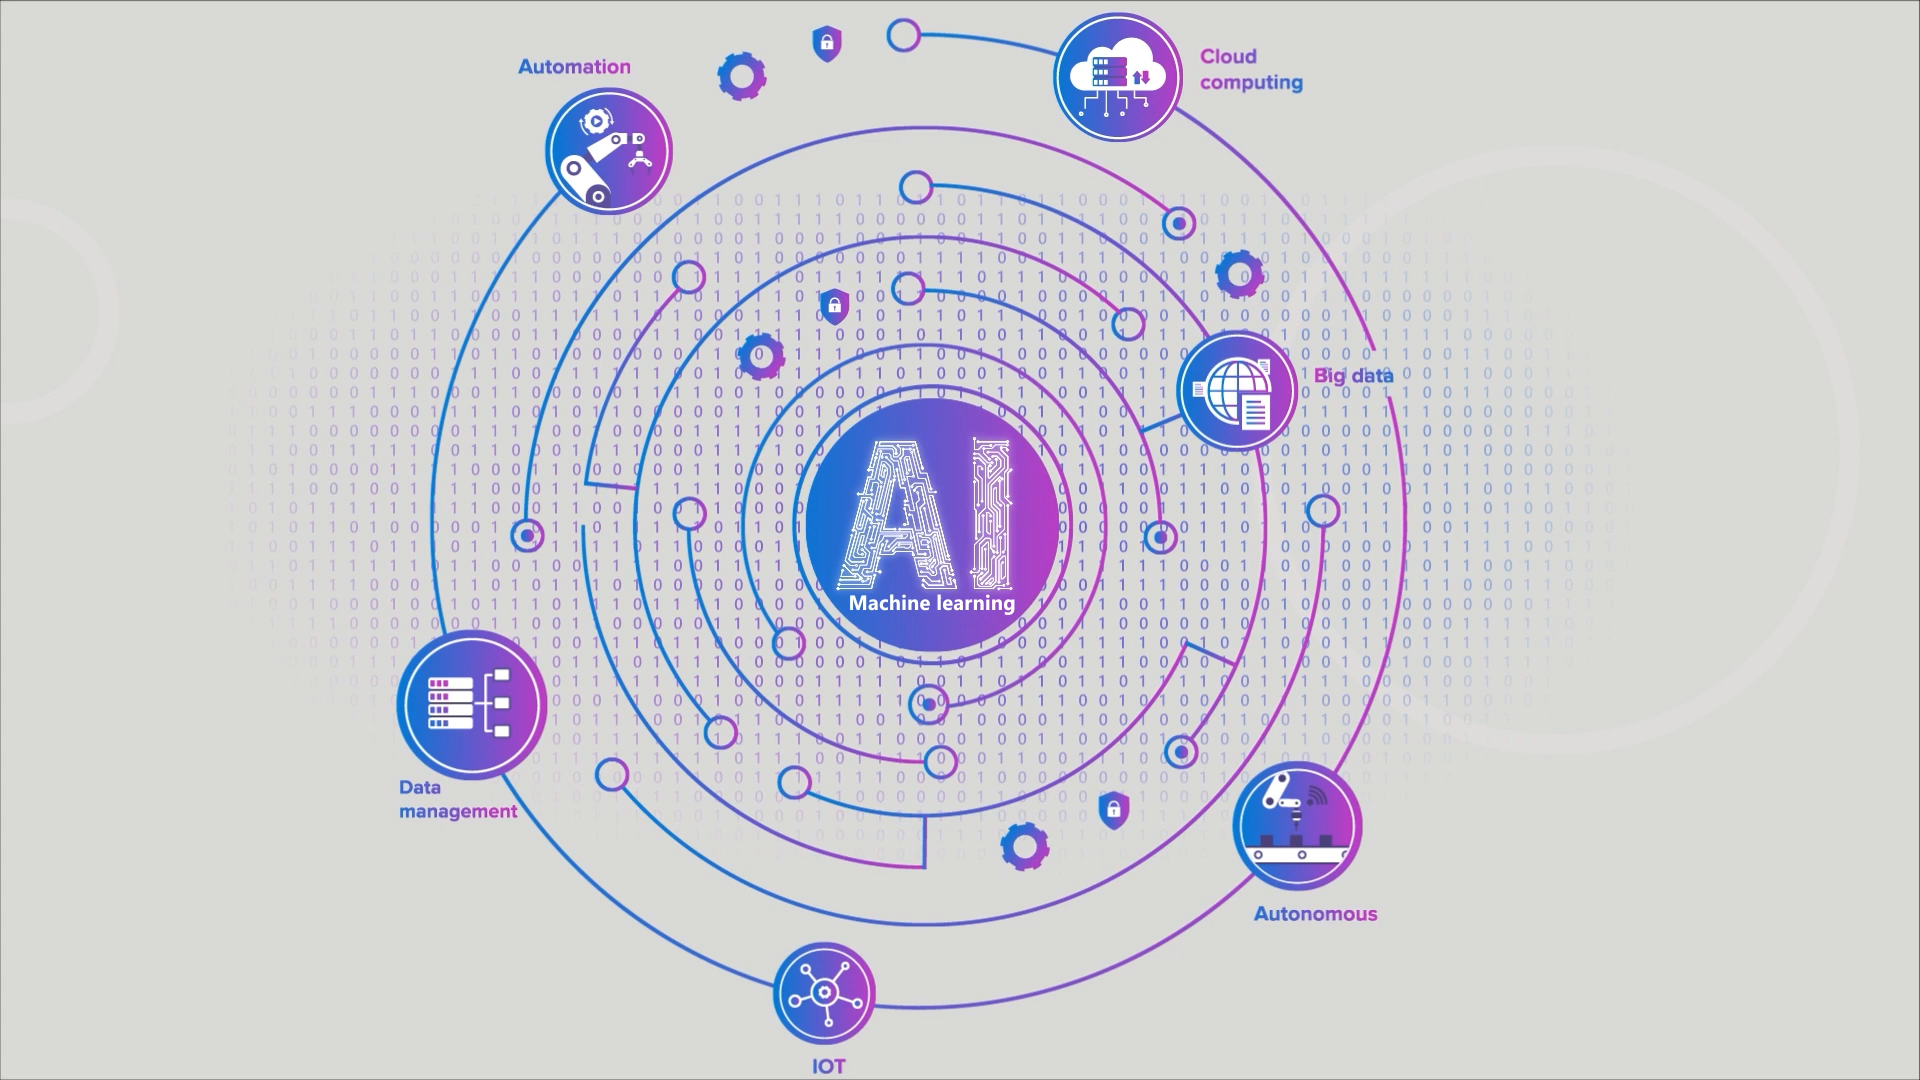 Automation
Cloud
computing
Big data
AI
Machine learning
Data
management
Autonomous
IOT